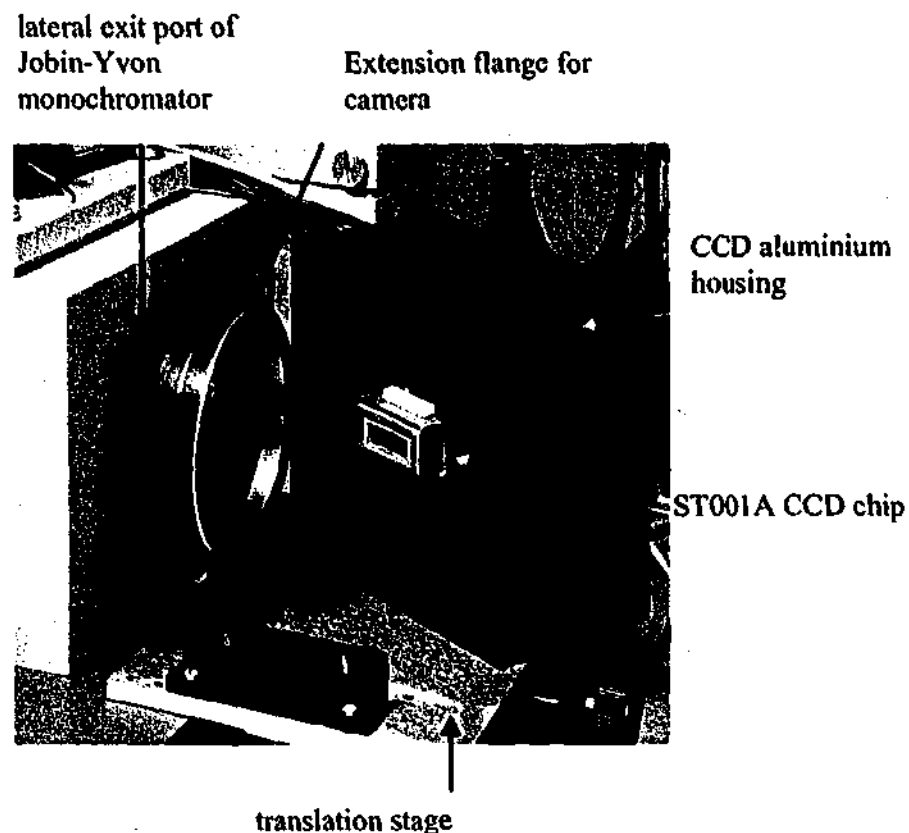 lateral exit port of
Jobin-Yvon
monochromator
Extension flange for
camera
CCD aluminium
housing
ST001A CCD chip
translation stage